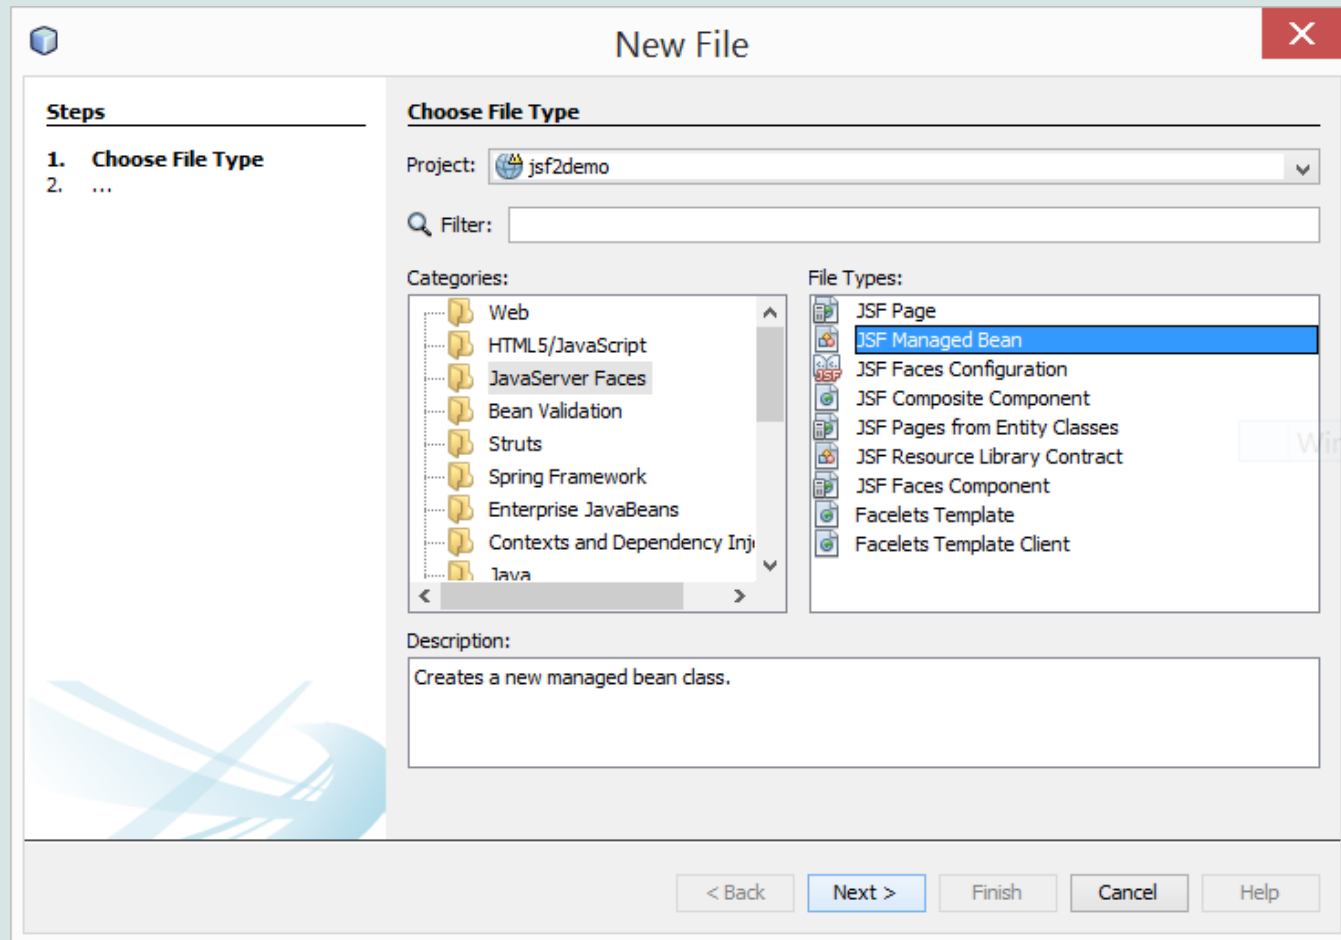 New File
Steps
1. Choose File Type
2. ...
Choose File Type
Project: jsf2demo
Filter:
Categories:
Web
HTML5/JavaScript
JavaServer Faces
Bean Validation
Struts
Spring Framework
Enterprise JavaBeans
Contexts and Dependency Inj
Java
File Types:
JSF Page
JSF Managed Bean
JSF Faces Configuration
JSF Composite Component
JSF Pages from Entity Classes
JSF Resource Library Contract
JSF Faces Component
Facelets Template
Facelets Template Client
Description:
Creates a new managed bean class.
< Back Next > Finish Cancel Help